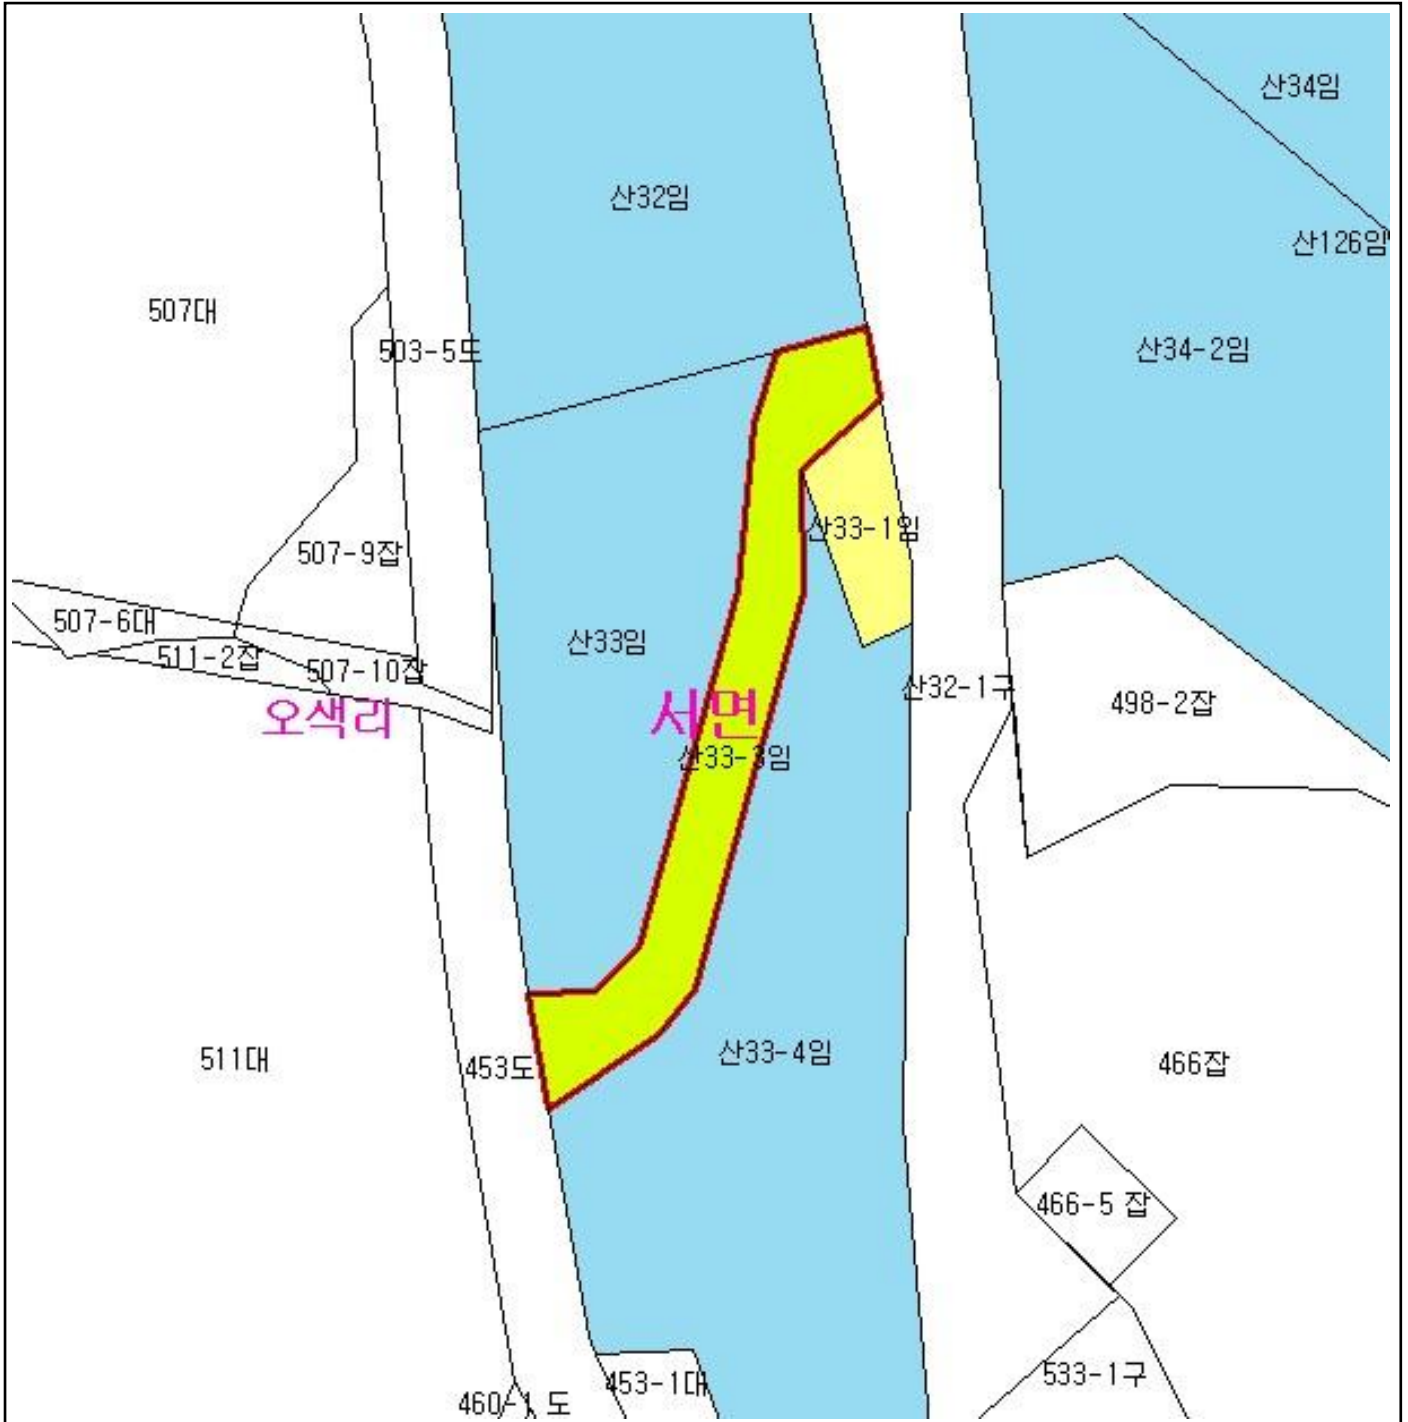 산34임
산32임
산126임
507대
503-5도
산34-2임
산33-1임
507-9잡
507-6대
산33임
511-2잡
507-10잡
산32-1구
498-2잡
오색리
서면
산33-3임
511대
453도
산33-4임
466잡
466-5 잡
533-1구
453-1대
460-1 도